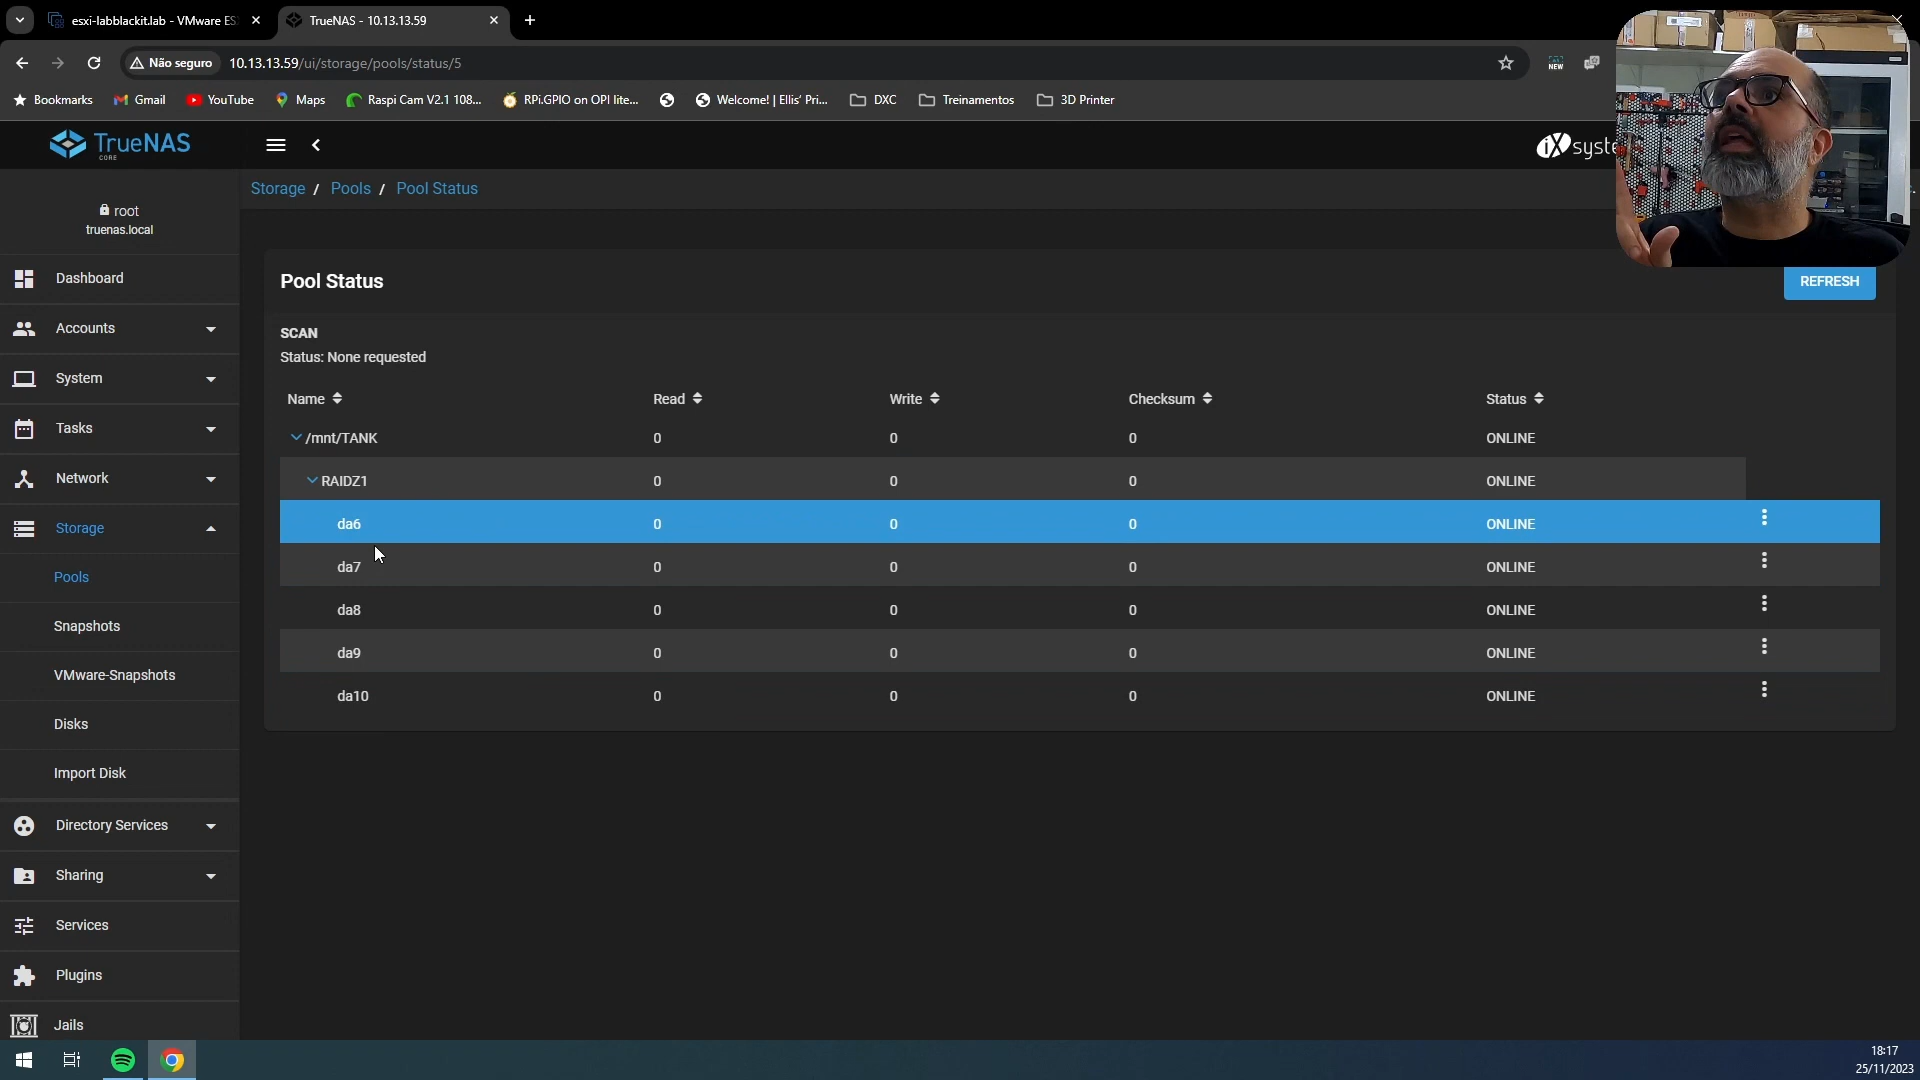 esxi-labblackit.lab - VMware ES
TrueNAS - 10.13.13.59
Não seguro
10.13.13.59/ui/storage/pools/status/5
NEW
Bookmarks
Gmail
YouTube
Maps
Raspi Cam V2.1 108...
RPi.GPIO on OPI lite...
Welcome! | Ellis' Pri...
DXC
Treinamentos
3D Printer
TrueNAS
CORE
iX syste
Storage / Pools / Pool Status
root
truenas.local
Dashboard
Accounts
System
Tasks
Network
Storage
Pools
Snapshots
VMware-Snapshots
Disks
Import Disk
Directory Services
Sharing
Services
Plugins
Jails
Pool Status
REFRESH
SCAN
Status: None requested
Name Read Write Checksum Status
/mnt/TANK 0 0 0 ONLINE
RAIDZ1 0 0 0 ONLINE
da6 0 0 0 ONLINE
da7 0 0 0 ONLINE
da8 0 0 0 ONLINE
da9 0 0 0 ONLINE
da10 0 0 0 ONLINE
18:17
25/11/2023